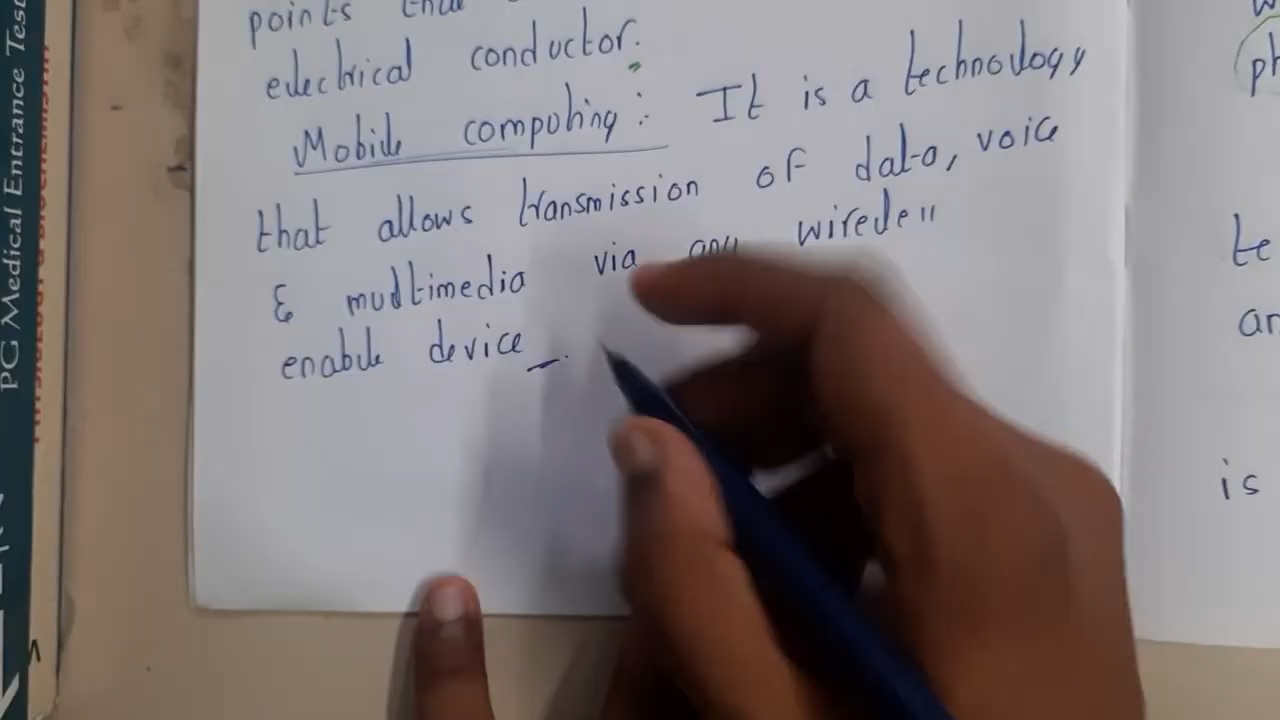 points
electrical conductor.
Mobile computing : It is a technology
that allows transmission of data, voice
& multimedia via any wireless
enable device
PG Medical Entrance Test
is